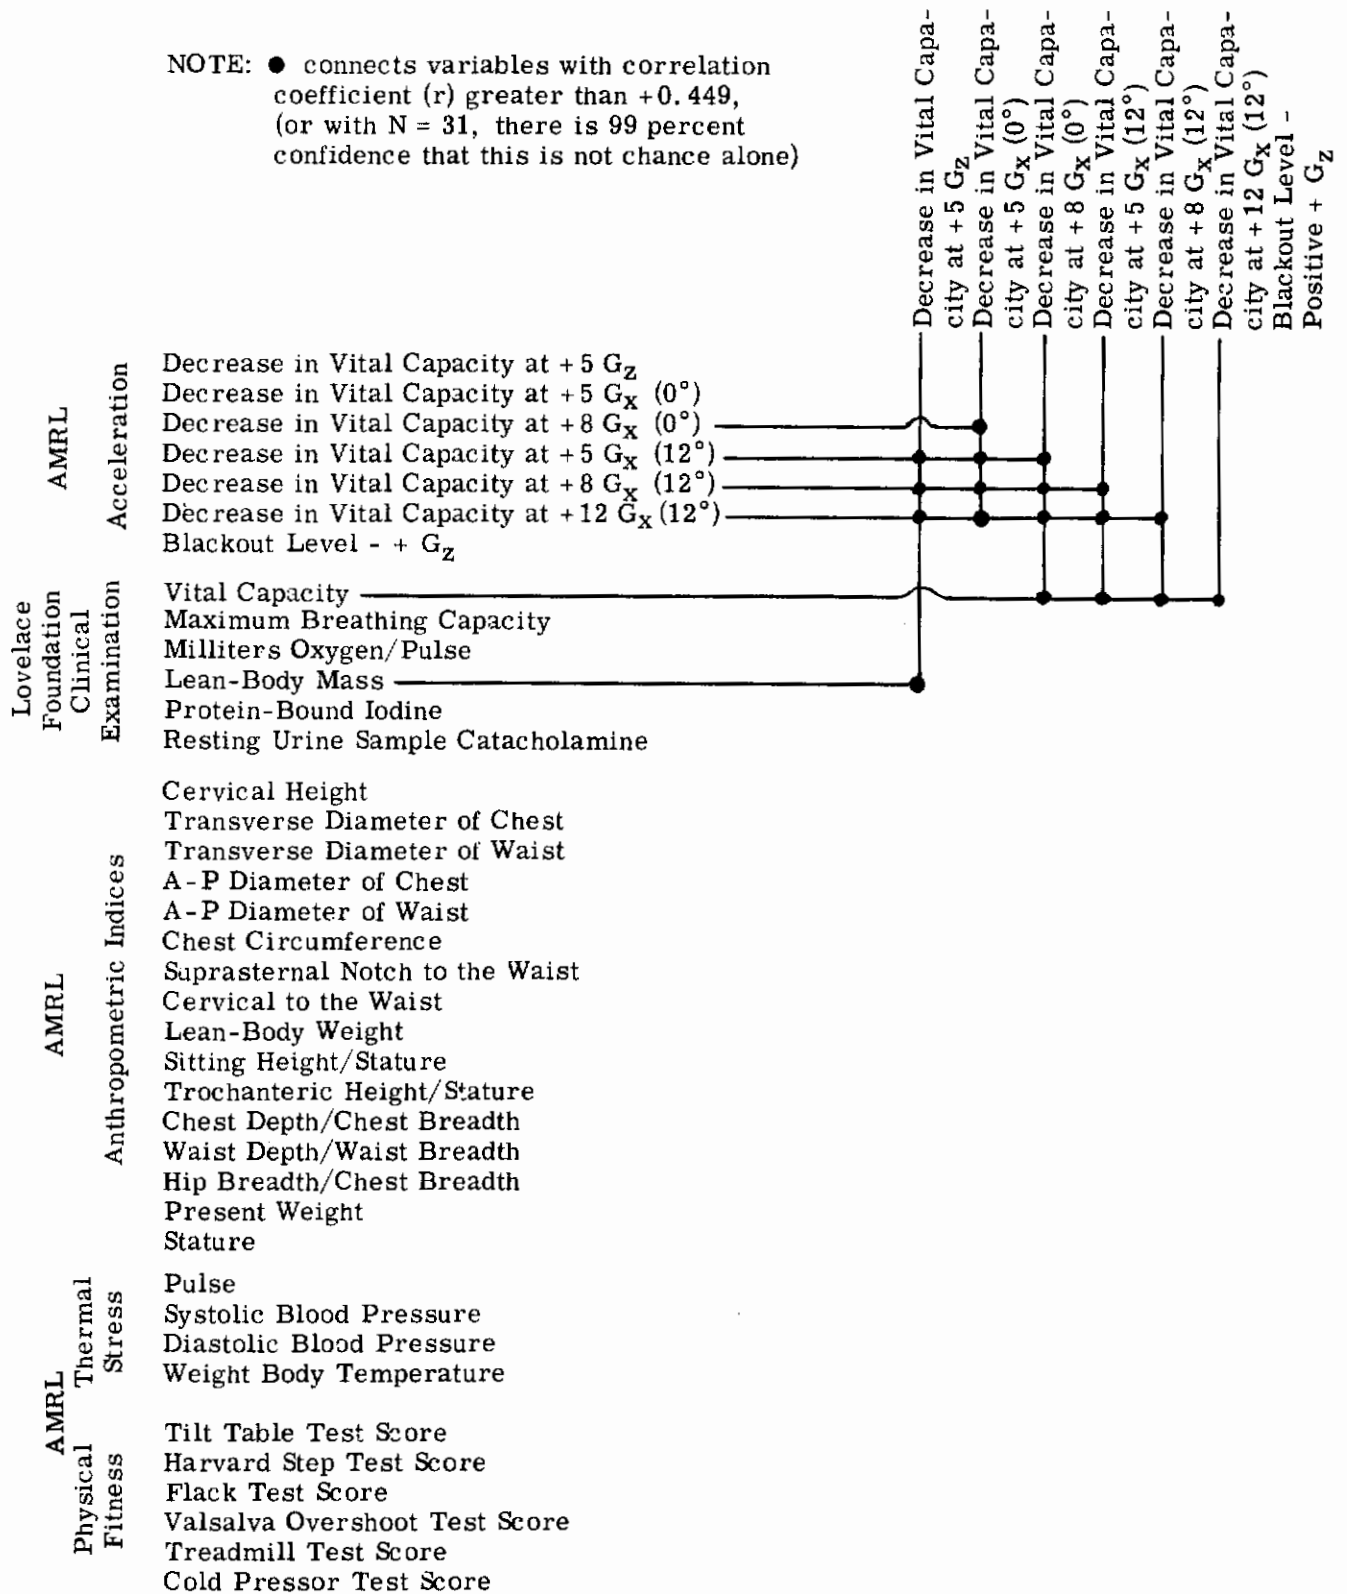 NOTE: ● connects variables with correlation
coefficient (r) greater than +0.449,
(or with N = 31, there is 99 percent
confidence that this is not chance alone)
Decrease in Vital Capa-
city at +5 Gz
Decrease in Vital Capa-
city at +5 Gx (0°)
Decrease in Vital Capa-
city at +8 Gx (0°)
Decrease in Vital Capa-
city at +5 Gx (12°)
Decrease in Vital Capa-
city at +8 Gx (12°)
Decrease in Vital Capa-
city at +12 Gx (12°)
Blackout Level -
Positive + Gz
AMRL
Acceleration
Decrease in Vital Capacity at +5 Gz
Decrease in Vital Capacity at +5 Gx (0°)
Decrease in Vital Capacity at +8 Gx (0°)
Decrease in Vital Capacity at +5 Gx (12°)
Decrease in Vital Capacity at +8 Gx (12°)
Decrease in Vital Capacity at +12 Gx (12°)
Blackout Level - + Gz
Lovelace
Foundation
Clinical
Examination
Vital Capacity
Maximum Breathing Capacity
Milliters Oxygen/Pulse
Lean-Body Mass
Protein-Bound Iodine
Resting Urine Sample Catacholamine
AMRL
Anthropometric Indices
Cervical Height
Transverse Diameter of Chest
Transverse Diameter of Waist
A-P Diameter of Chest
A-P Diameter of Waist
Chest Circumference
Suprasternal Notch to the Waist
Cervical to the Waist
Lean-Body Weight
Sitting Height/Stature
Trochanteric Height/Stature
Chest Depth/Chest Breadth
Waist Depth/Waist Breadth
Hip Breadth/Chest Breadth
Present Weight
Stature
AMRL
Thermal
Stress
Pulse
Systolic Blood Pressure
Diastolic Blood Pressure
Weight Body Temperature
Physical
Fitness
Tilt Table Test Score
Harvard Step Test Score
Flack Test Score
Valsalva Overshoot Test Score
Treadmill Test Score
Cold Pressor Test Score